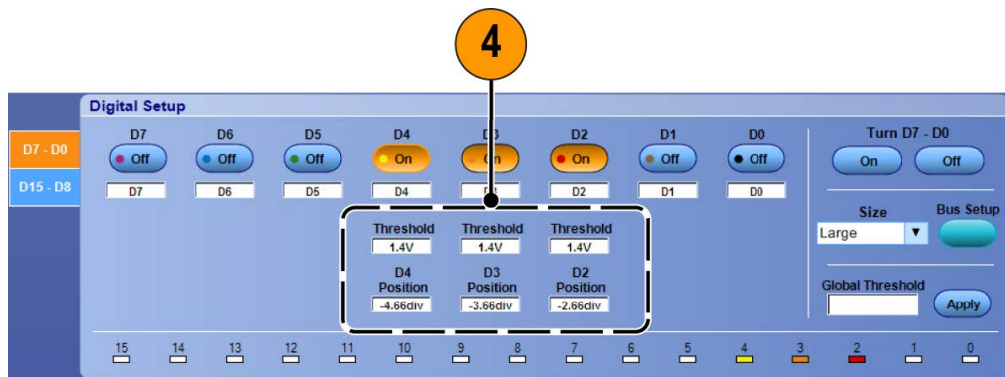 4
Digital Setup
D7 - D0
D15 - D8
D7 D6 D5 D4 D3 D2 D1 D0 Turn D7 - D0
Off Off Off On On On Off Off On Off
D7 D6 D5 D4 D3 D2 D1 D0
Size Bus Setup
Large
Threshold Threshold Threshold
1.4V 1.4V 1.4V
D4 D3 D2
Position Position Position
-4.66div -3.66div -2.66div
Global Threshold
Apply
15 14 13 12 11 10 9 8 7 6 5 4 3 2 1 0